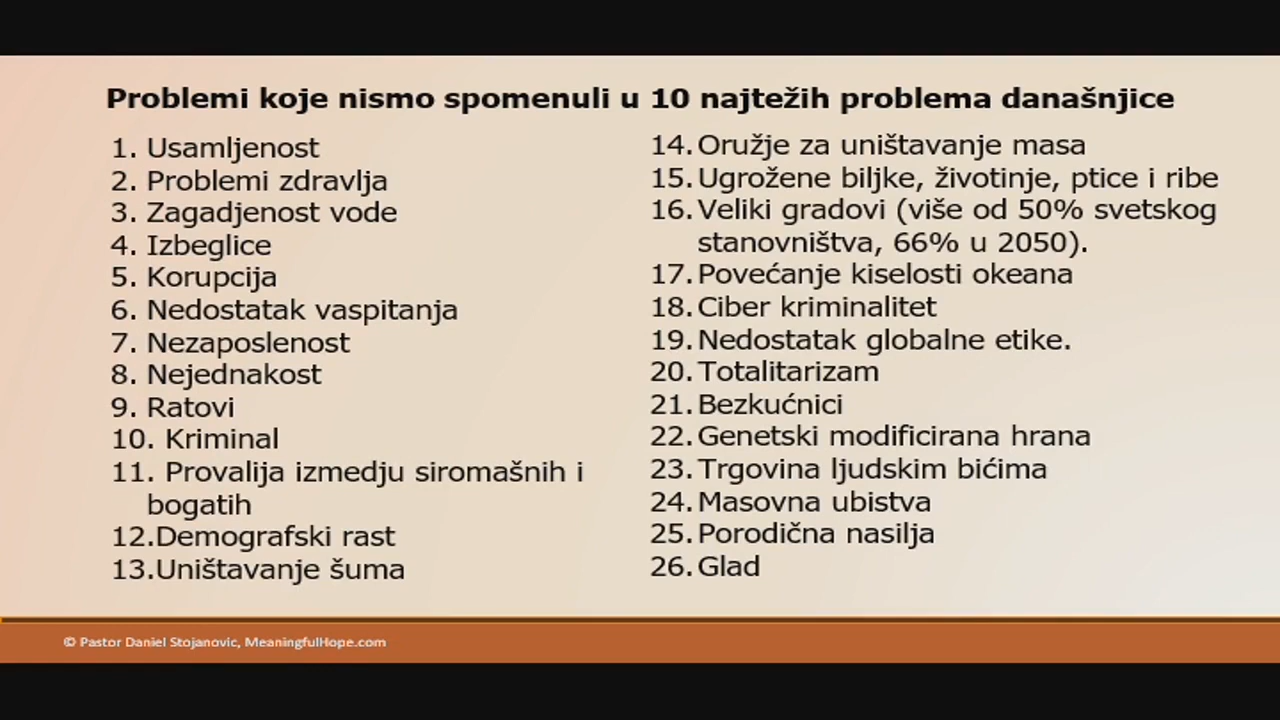 Problemi koje nismo spomenuli u 10 najtežih problema današnjice
1. Usamljenost
2. Problemi zdravlja
3. Zagadjenost vode
4. Izbeglice
5. Korupcija
6. Nedostatak vaspitanja
7. Nezaposlenost
8. Nejednakost
9. Ratovi
10. Kriminal
11. Provalija izmedju siromašnih i
bogatih
12.Demografski rast
13.Uništavanje šuma
14. Oružje za uništavanje masa
15. Ugrožene biljke, životinje, ptice i ribe
16. Veliki gradovi (više od 50% svetskog
stanovništva, 66% u 2050).
17. Povećanje kiselosti okeana
18. Ciber kriminalitet
19. Nedostatak globalne etike.
20. Totalitarizam
21. Bezkućnici
22. Genetski modificirana hrana
23. Trgovina ljudskim bićima
24. Masovna ubistva
25. Porodična nasilja
26. Glad
© Pastor Daniel Stojanovic, MeaningfulHope.com